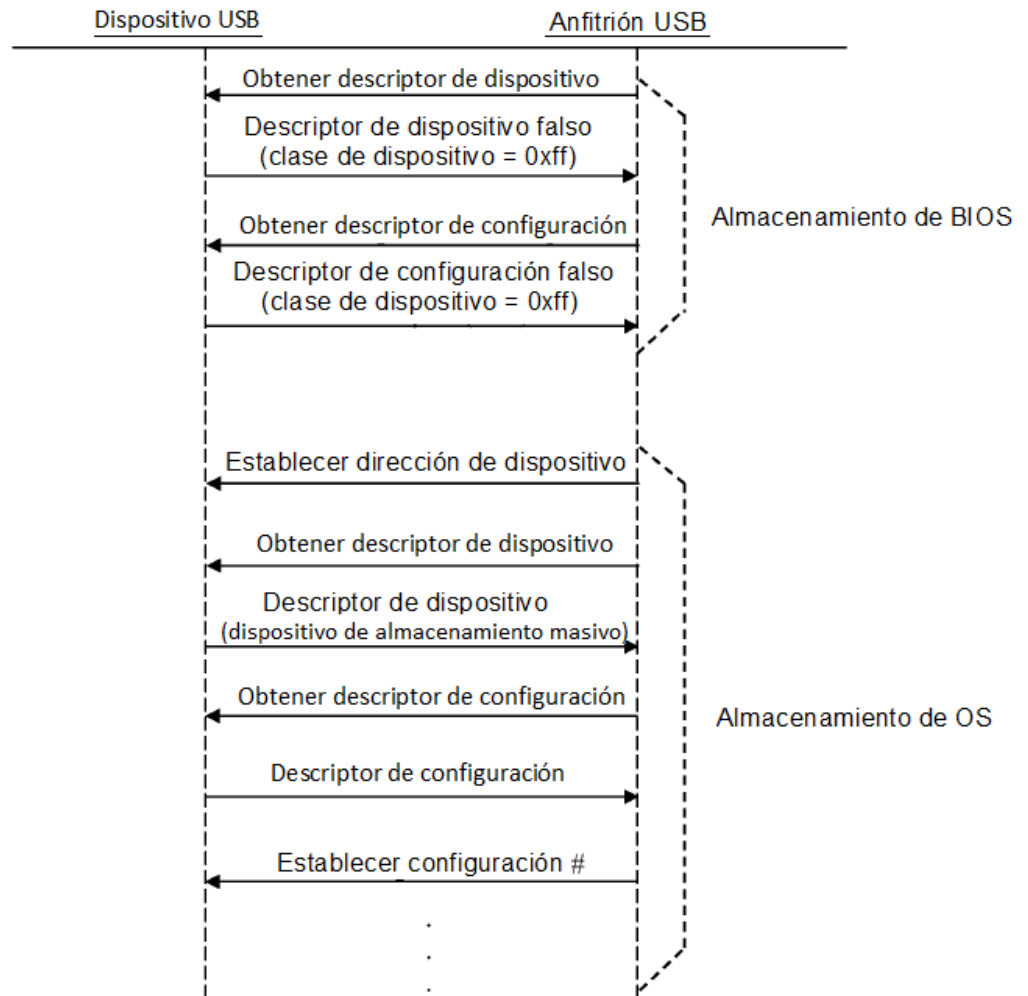 Dispositivo USB
Anfitrión USB
Obtener descriptor de dispositivo
Descriptor de dispositivo falso
(clase de dispositivo = 0xff)
Almacenamiento de BIOS
Obtener descriptor de configuración
Descriptor de configuración falso
(clase de dispositivo = 0xff)
Establecer dirección de dispositivo
Obtener descriptor de dispositivo
Descriptor de dispositivo
(dispositivo de almacenamiento masivo)
Obtener descriptor de configuración
Almacenamiento de OS
Descriptor de configuración
Establecer configuración #